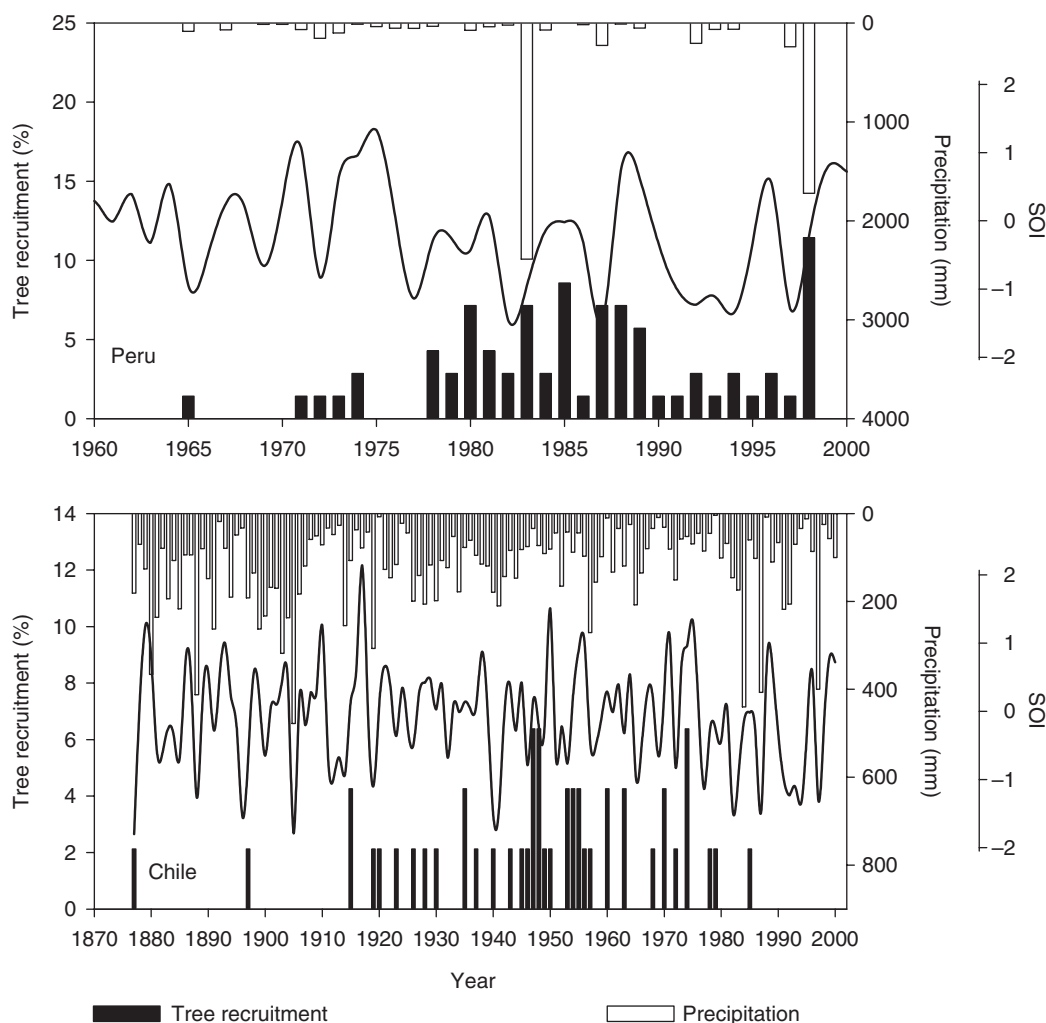 25
20
15
10
5
0
Tree recruitment (%)
Peru
0
1000
2000
3000
4000
Precipitation (mm)
2
1
0
–1
–2
SOI
1960 1965 1970 1975 1980 1985 1990 1995 2000
14
12
10
8
6
4
2
0
Tree recruitment (%)
Chile
0
200
400
600
800
Precipitation (mm)
2
1
0
–1
–2
SOI
1870 1880 1890 1900 1910 1920 1930 1940 1950 1960 1970 1980 1990 2000
Year
Tree recruitment
Precipitation